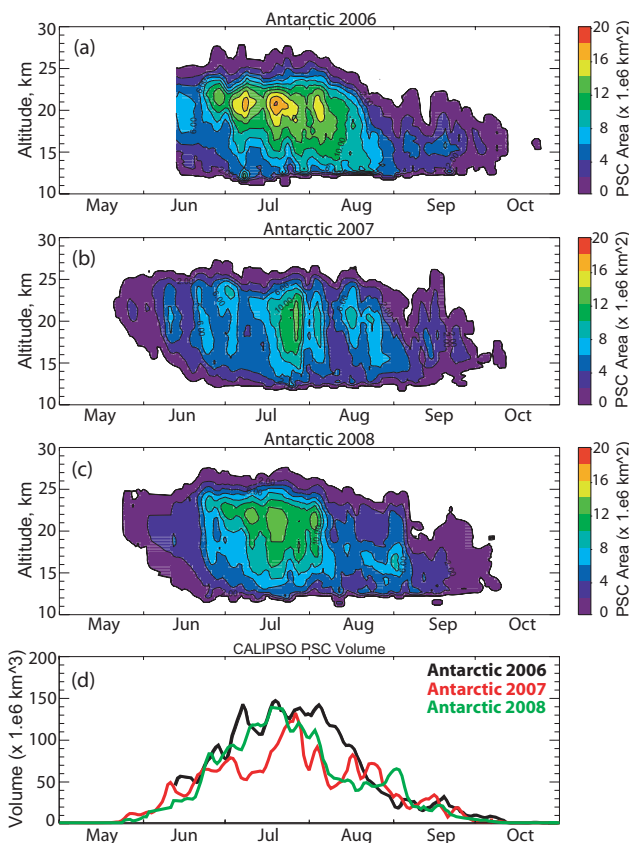 Antarctic 2006
(a)
Altitude, km
30
25
20
15
10
May Jun Jul Aug Sep Oct
20
16
12
8
4
0
PSC Area (x 1.e6 km^2)
Antarctic 2007
(b)
Altitude, km
30
25
20
15
10
May Jun Jul Aug Sep Oct
20
16
12
8
4
0
PSC Area (x 1.e6 km^2)
Antarctic 2008
(c)
Altitude, km
30
25
20
15
10
May Jun Jul Aug Sep Oct
20
16
12
8
4
0
PSC Area (x 1.e6 km^2)
CALIPSO PSC Volume
(d)
Volume (x 1.e6 km^3)
200
150
100
50
0
Antarctic 2006
Antarctic 2007
Antarctic 2008
May Jun Jul Aug Sep Oct